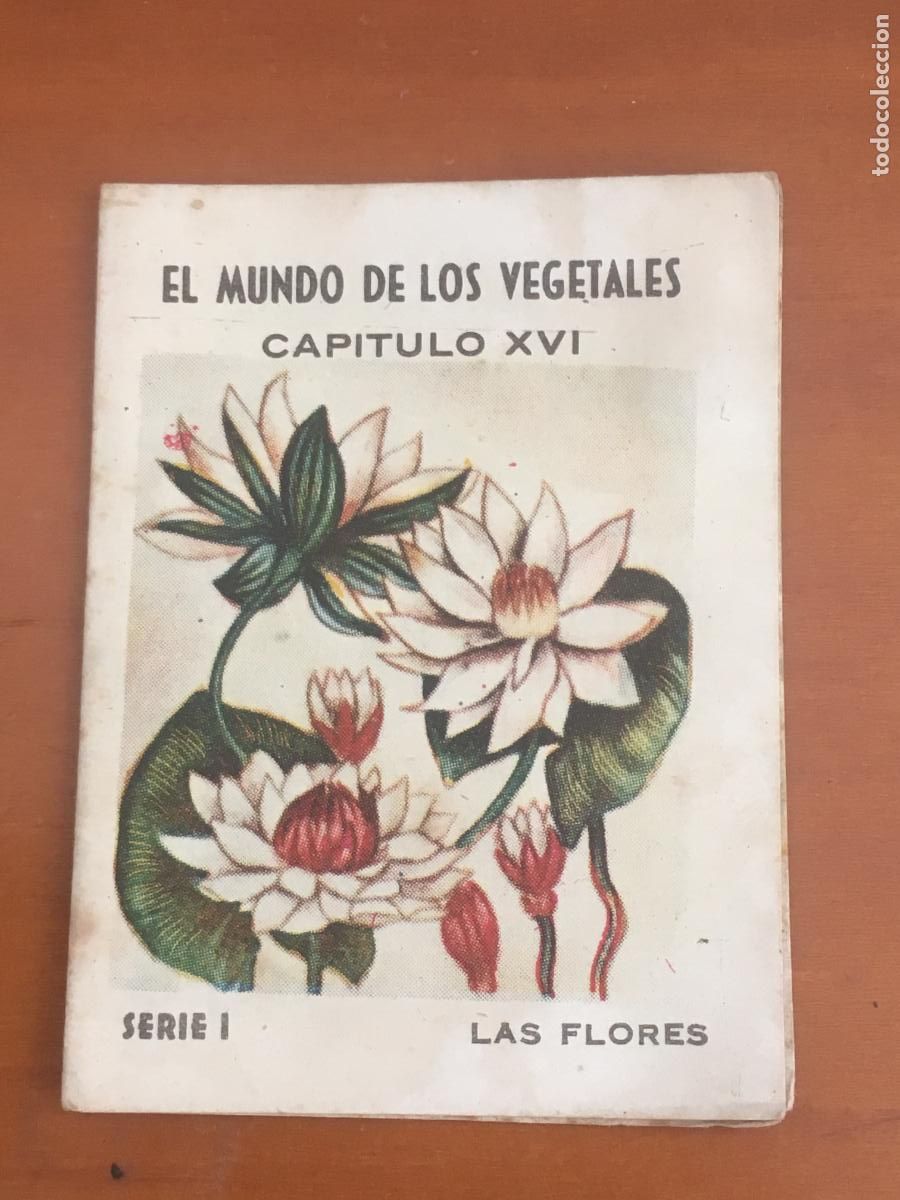 EL MUNDO DE LOS VEGETALES
CAPITULO XVI
SERIE I
LAS FLORES
todocoleccion